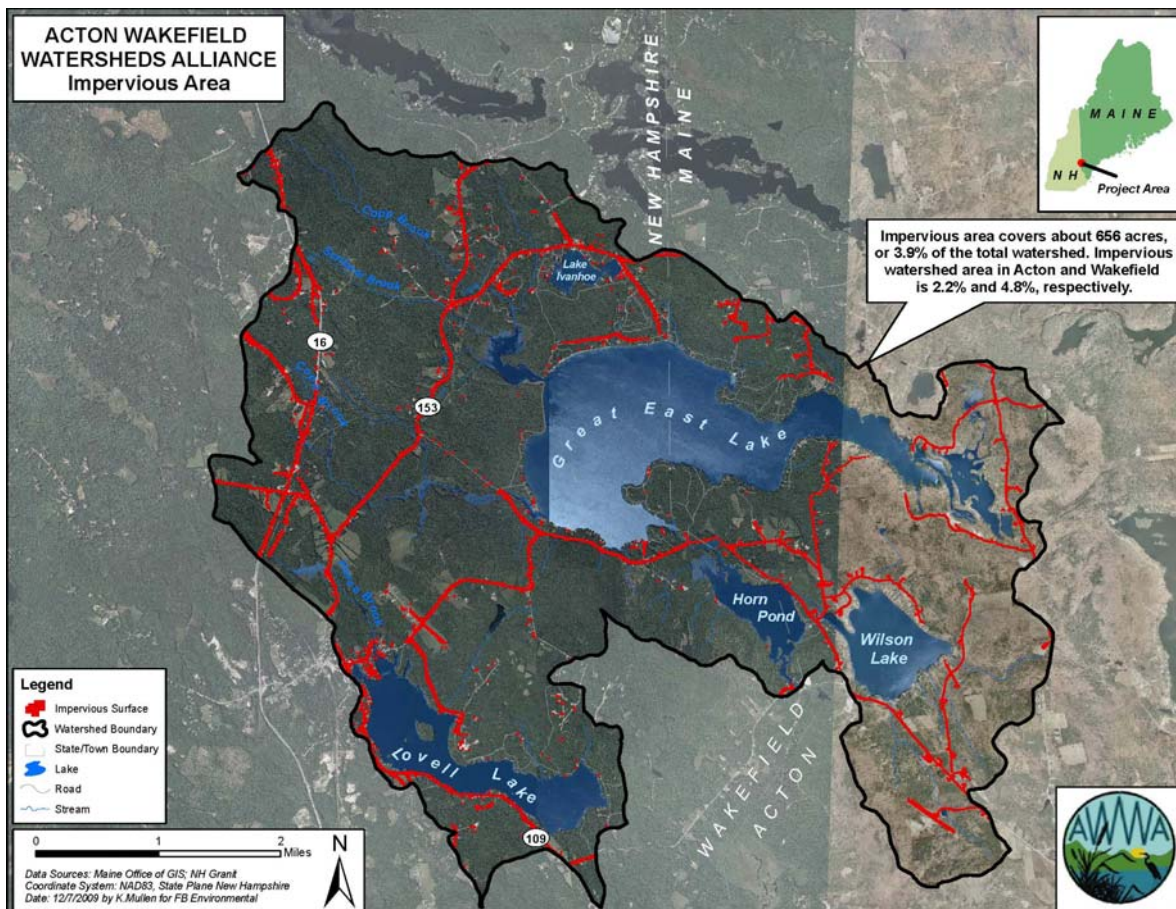 ACTON WAKEFIELD
WATERSHEDS ALLIANCE
Impervious Area
NEW HAMPSHIRE
MAINE
MAINE
NH
Project Area
Impervious area covers about 656 acres,
or 3.9% of the total watershed. Impervious
watershed area in Acton and Wakefield
is 2.2% and 4.8%, respectively.
Copp Brook
Brook
Lake
Ivanhoe
16
Brook
153
Great East Lake
Brook
Horn
Pond
Wilson
Lake
Lovell Lake
109
WAKEFIELD
ACTON
Legend
Impervious Surface
Watershed Boundary
State/Town Boundary
Lake
Road
Stream
0 1 2
Miles
N
Data Sources: Maine Office of GIS; NH Granit
Coordinate System: NAD83, State Plane New Hampshire
Date: 12/7/2009 by K.Mullen for FB Environmental
AWWA